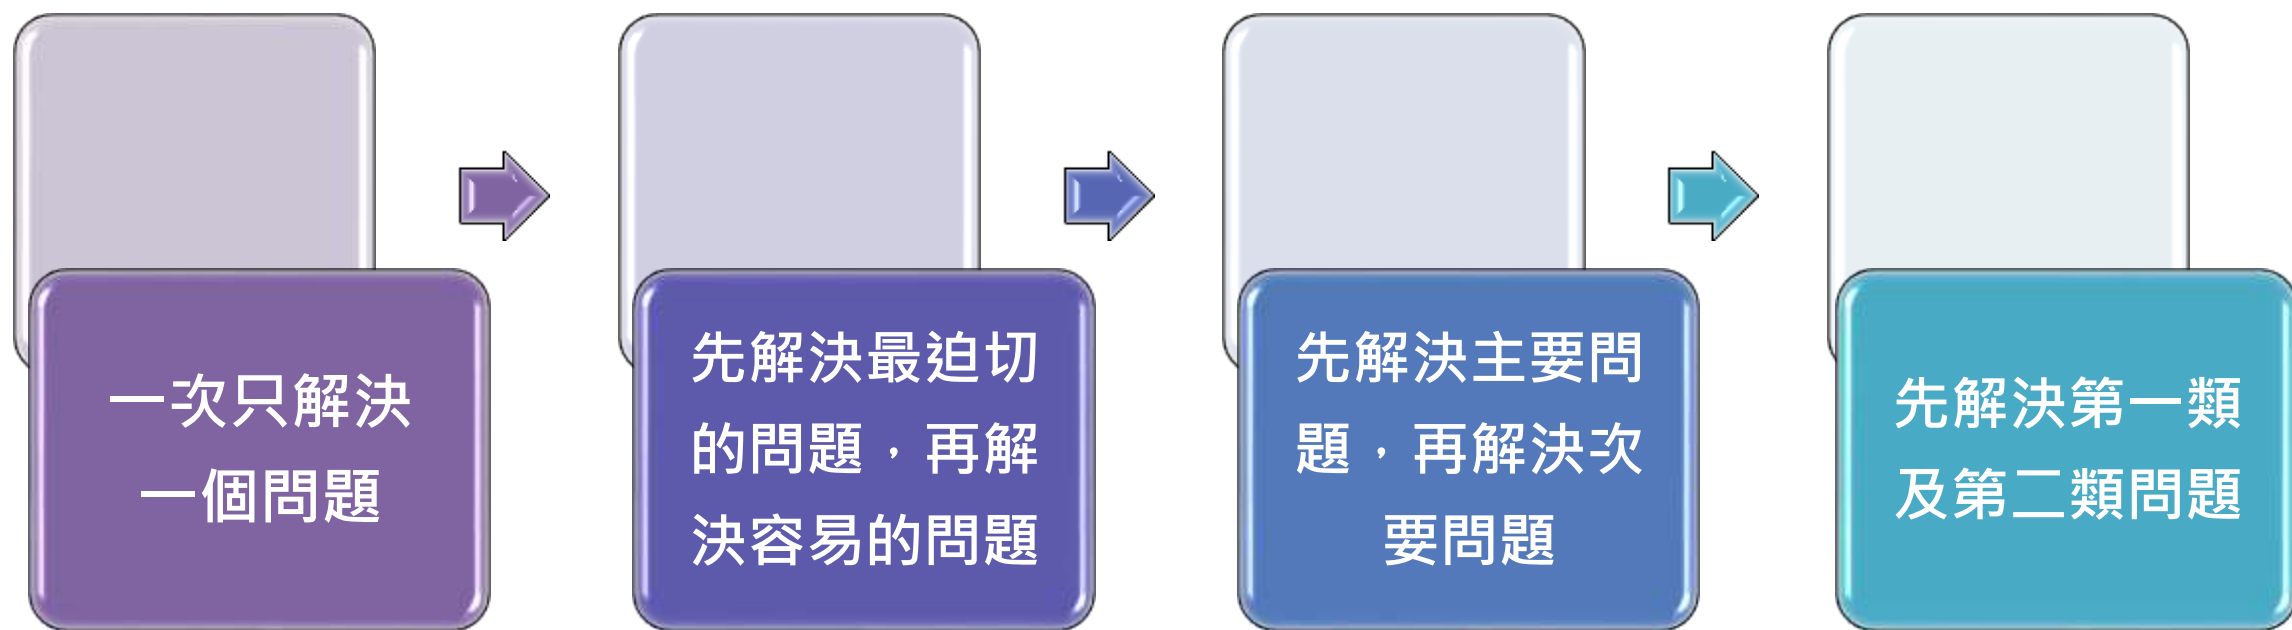 一次只解決
一個問題
先解決最迫切
的問題，再解
決容易的問題
先解決主要問
題，再解決次
要問題
先解決第一類
及第二類問題